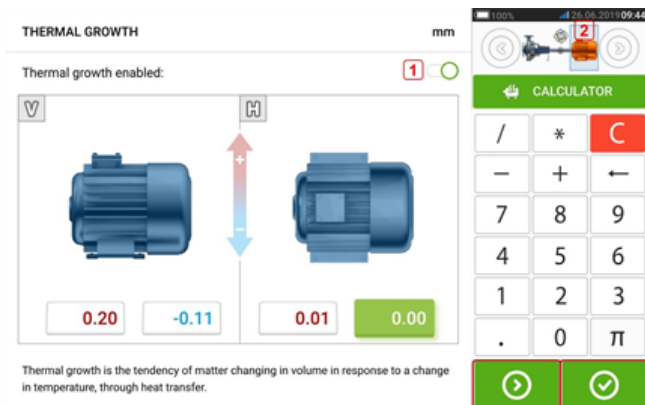 THERMAL GROWTH mm
Thermal growth enabled: 1
V H
+
−
0.20 -0.11 0.01 0.00
Thermal growth is the tendency of matter changing in volume in response to a change
in temperature, through heat transfer.
100% 26.06.2019 09:44
2
CALCULATOR
/ * C
− + ←
7 8 9
4 5 6
1 2 3
. 0 π